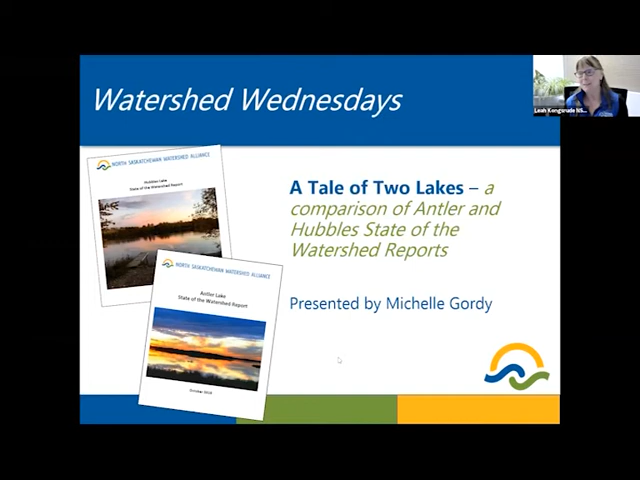 Watershed Wednesdays
NORTH SASKATCHEWAN WATERSHED ALLIANCE
Hubbles Lake
State of the Watershed Report
NORTH SASKATCHEWAN WATERSHED ALLIANCE
Antler Lake
State of the Watershed Report
A Tale of Two Lakes – a
comparison of Antler and
Hubbles State of the
Watershed Reports
Presented by Michelle Gordy